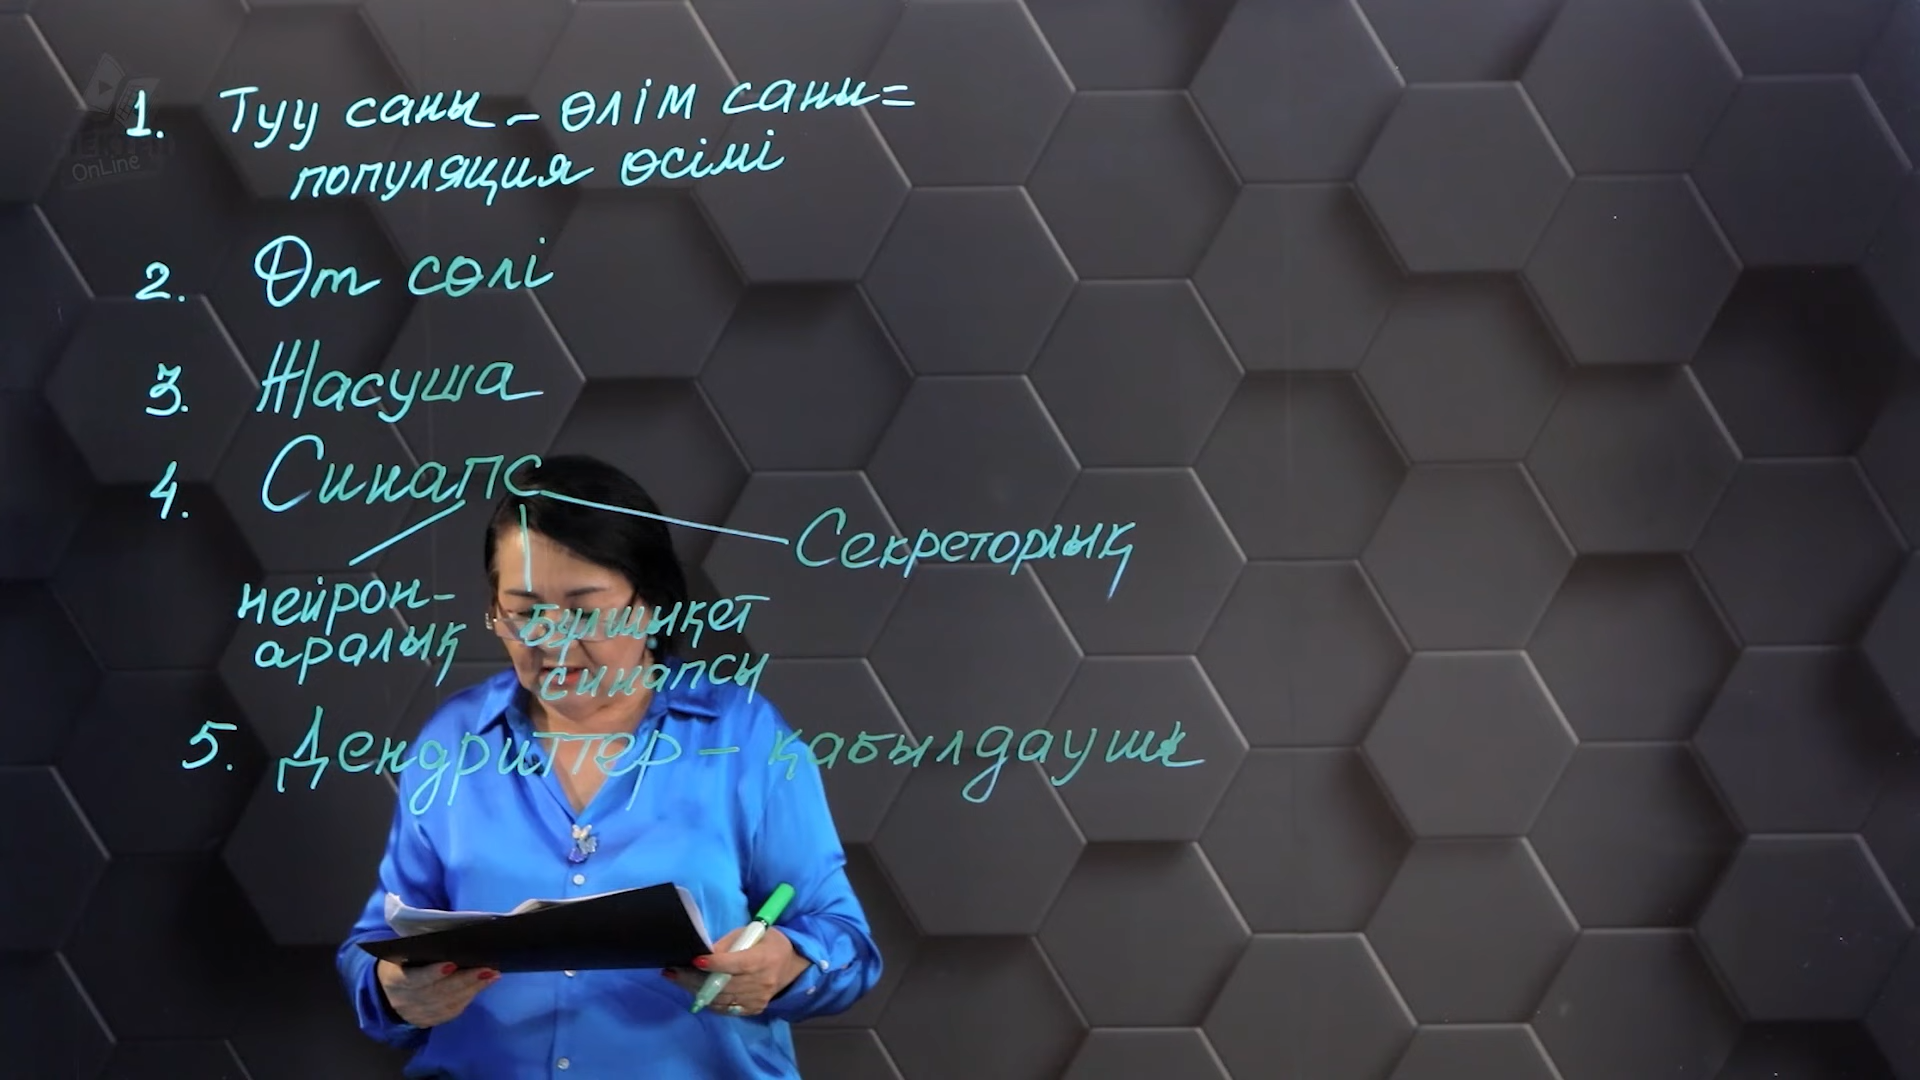 OnLine
1. Туу саны – өлім саны=
популяция өсімі
2. Өт сөлі
3. Жасуша
4. Синапс
Секреторлық
нейрон-
аралық
Бұлшықет
синапсы
5. Дендриттер – қабылдаушы